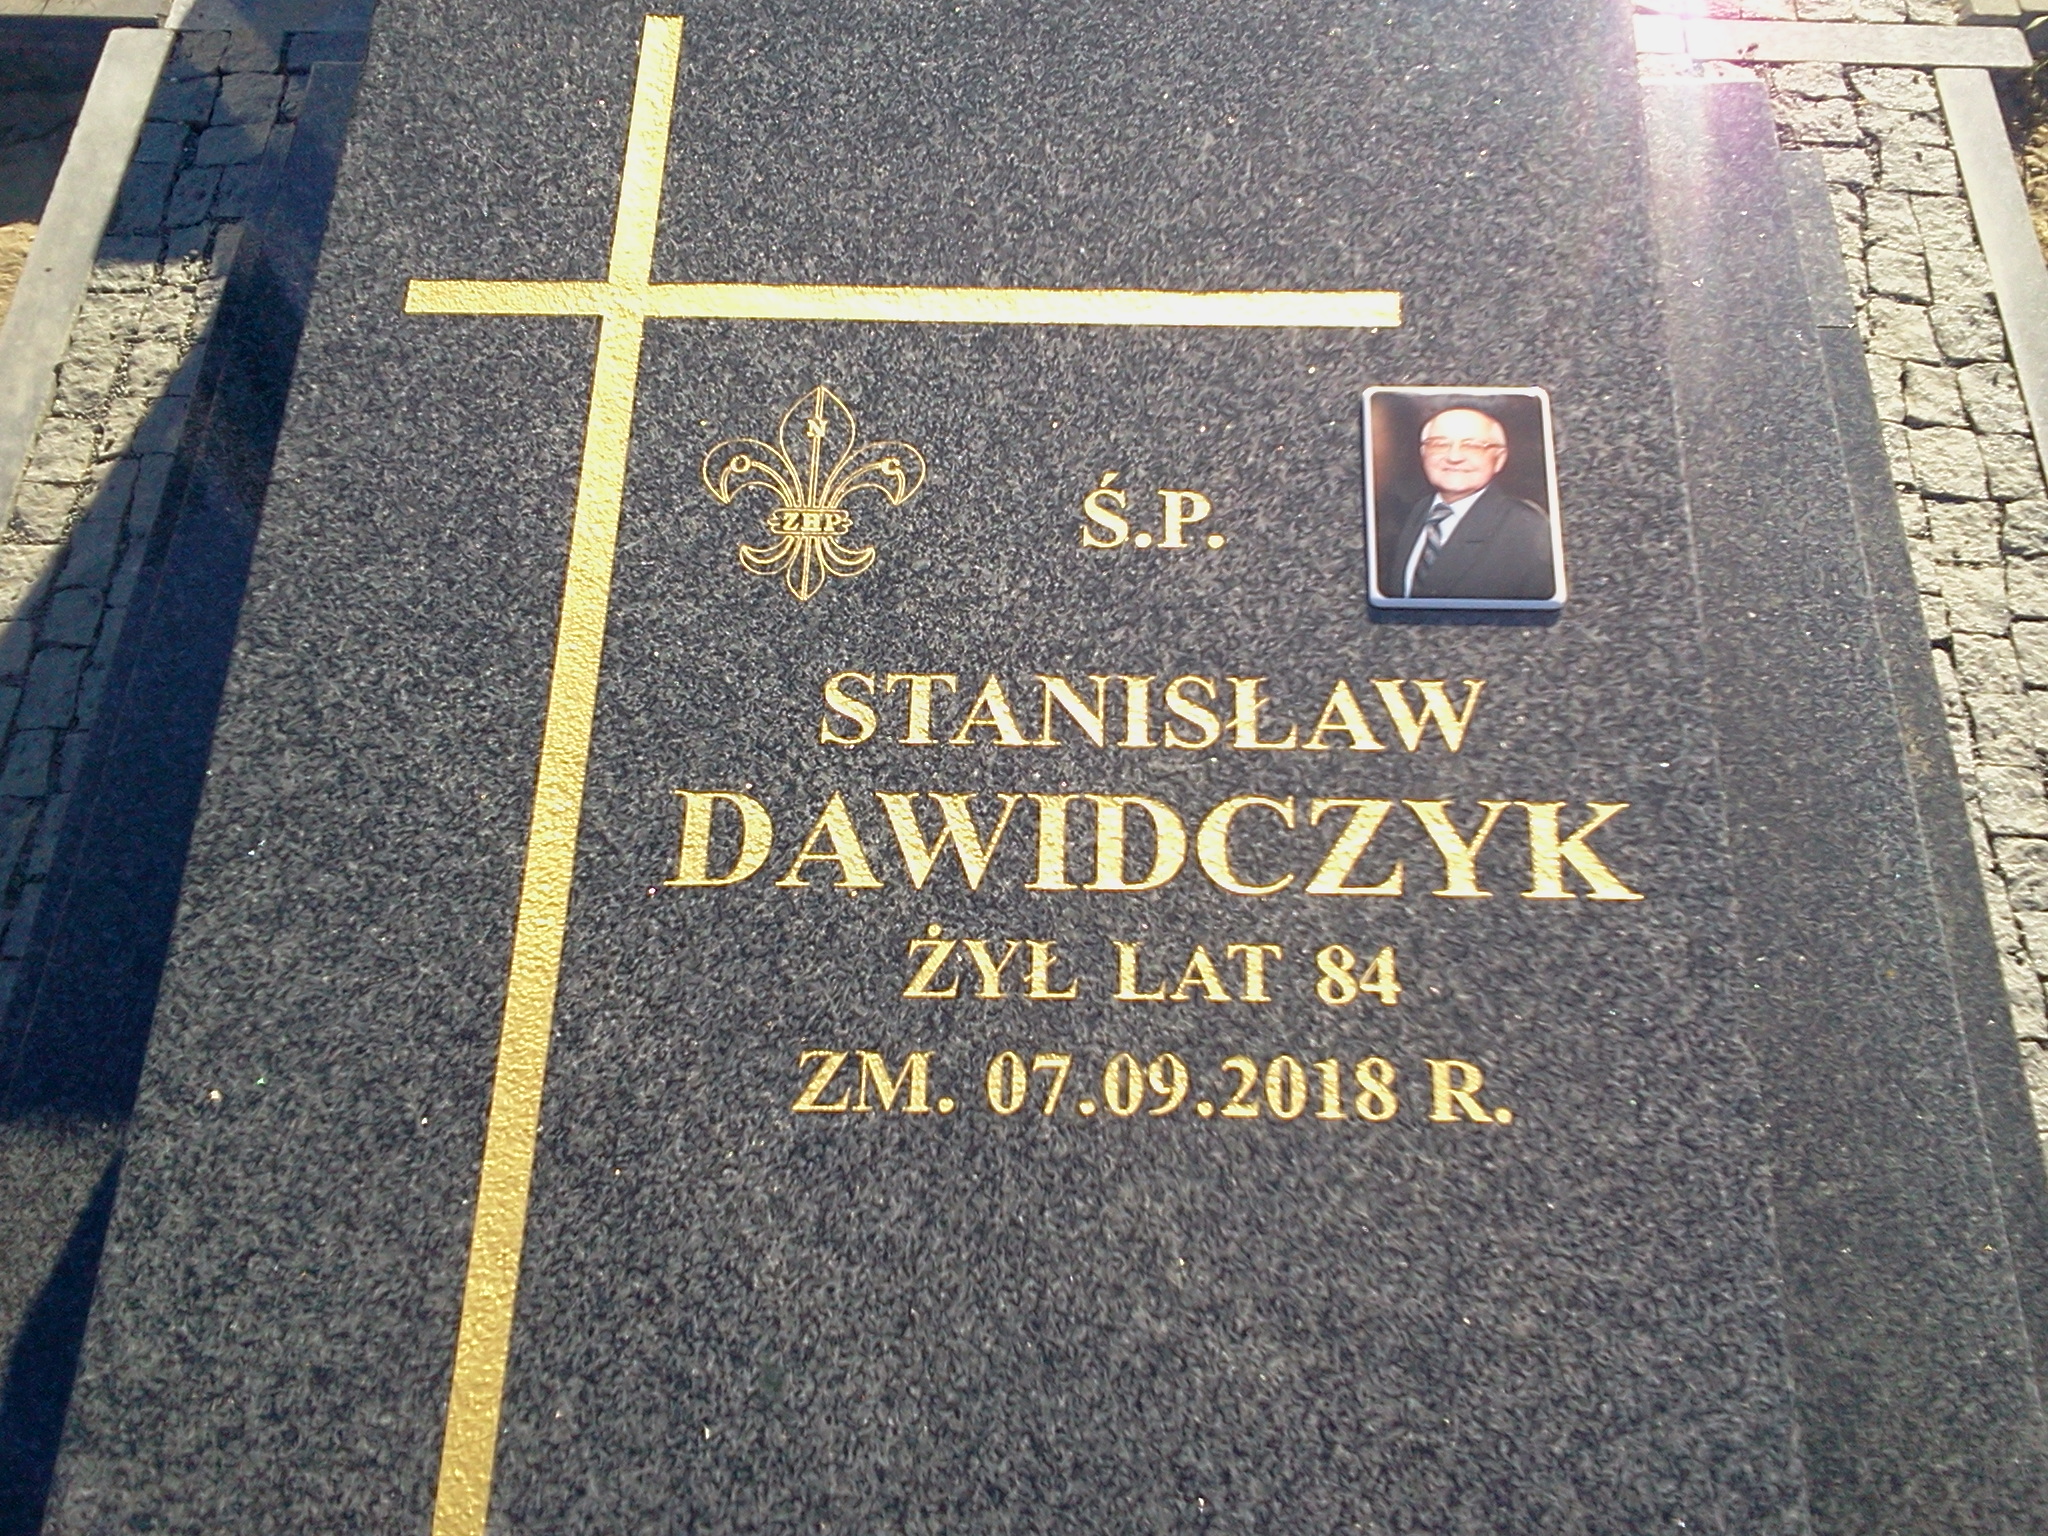 O N C
ZHP
Ś.P.
STANISŁAW
DAWIDCZYK
ŻYŁ LAT 84
ZM. 07.09.2018 R.